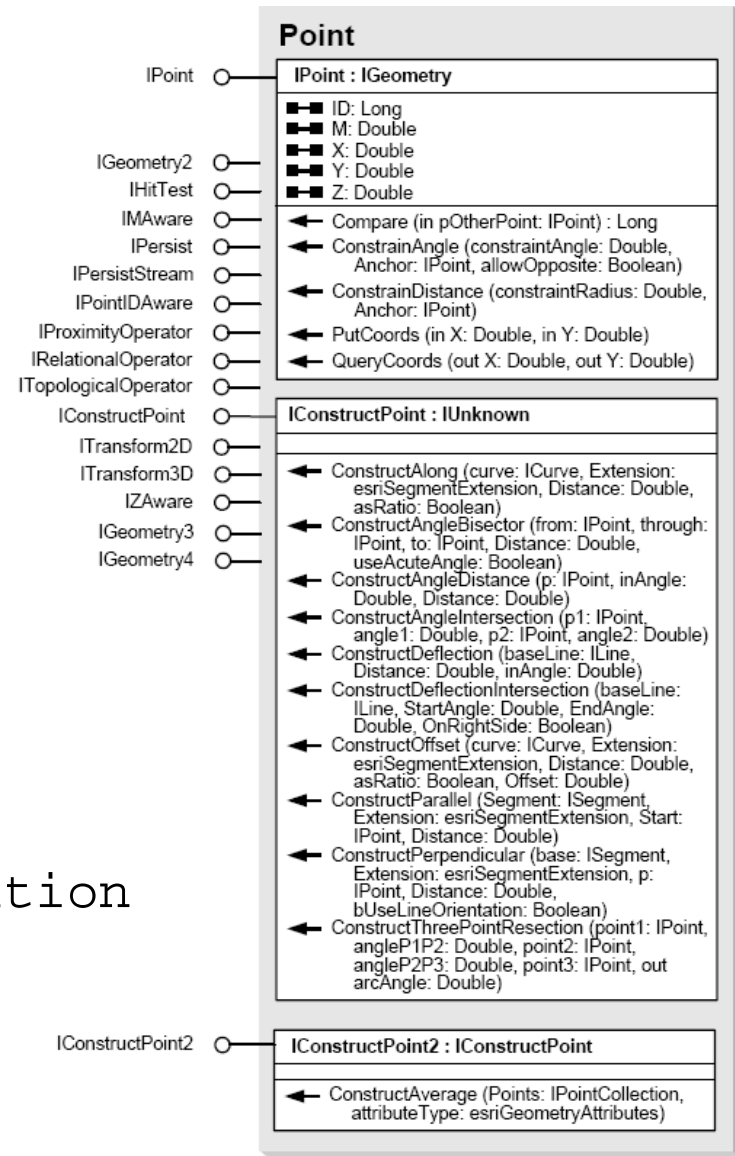 Point
IPoint
IPoint : IGeometry
ID: Long
M: Double
X: Double
Y: Double
Z: Double
Compare (in pOtherPoint: IPoint) : Long
ConstrainAngle (constraintAngle: Double,
Anchor: IPoint, allowOpposite: Boolean)
ConstrainDistance (constraintRadius: Double,
Anchor: IPoint)
PutCoords (in X: Double, in Y: Double)
QueryCoords (out X: Double, out Y: Double)
IGeometry2
IHitTest
IMAware
IPersist
IPersistStream
IPointIDAware
IProximityOperator
IRelationalOperator
ITopologicalOperator
IConstructPoint
ITransform2D
ITransform3D
IZAware
IGeometry3
IGeometry4
IConstructPoint : IUnknown
ConstructAlong (curve: ICurve, Extension:
esriSegmentExtension, Distance: Double,
asRatio: Boolean)
ConstructAngleBisector (from: IPoint, through:
IPoint, to: IPoint, Distance: Double,
useAcuteAngle: Boolean)
ConstructAngleDistance (p: IPoint, inAngle:
Double, Distance: Double)
ConstructAngleIntersection (p1: IPoint,
angle1: Double, p2: IPoint, angle2: Double)
ConstructDeflection (baseLine: ILine,
Distance: Double, inAngle: Double)
ConstructDeflectionIntersection (baseLine:
ILine, StartAngle: Double, EndAngle:
Double, OnRightSide: Boolean)
ConstructOffset (curve: ICurve, Extension:
esriSegmentExtension, Distance: Double,
asRatio: Boolean, Offset: Double)
ConstructParallel (Segment: ISegment,
Extension: esriSegmentExtension, Start:
IPoint, Distance: Double)
ConstructPerpendicular (base: ISegment,
Extension: esriSegmentExtension, p:
IPoint, Distance: Double,
bUseLineOrientation: Boolean)
ConstructThreePointResection (point1: IPoint,
angleP1P2: Double, point2: IPoint,
angleP2P3: Double, point3: IPoint, out
arcAngle: Double)
tion
IConstructPoint2
IConstructPoint2 : IConstructPoint
ConstructAverage (Points: IPointCollection,
attributeType: esriGeometryAttributes)